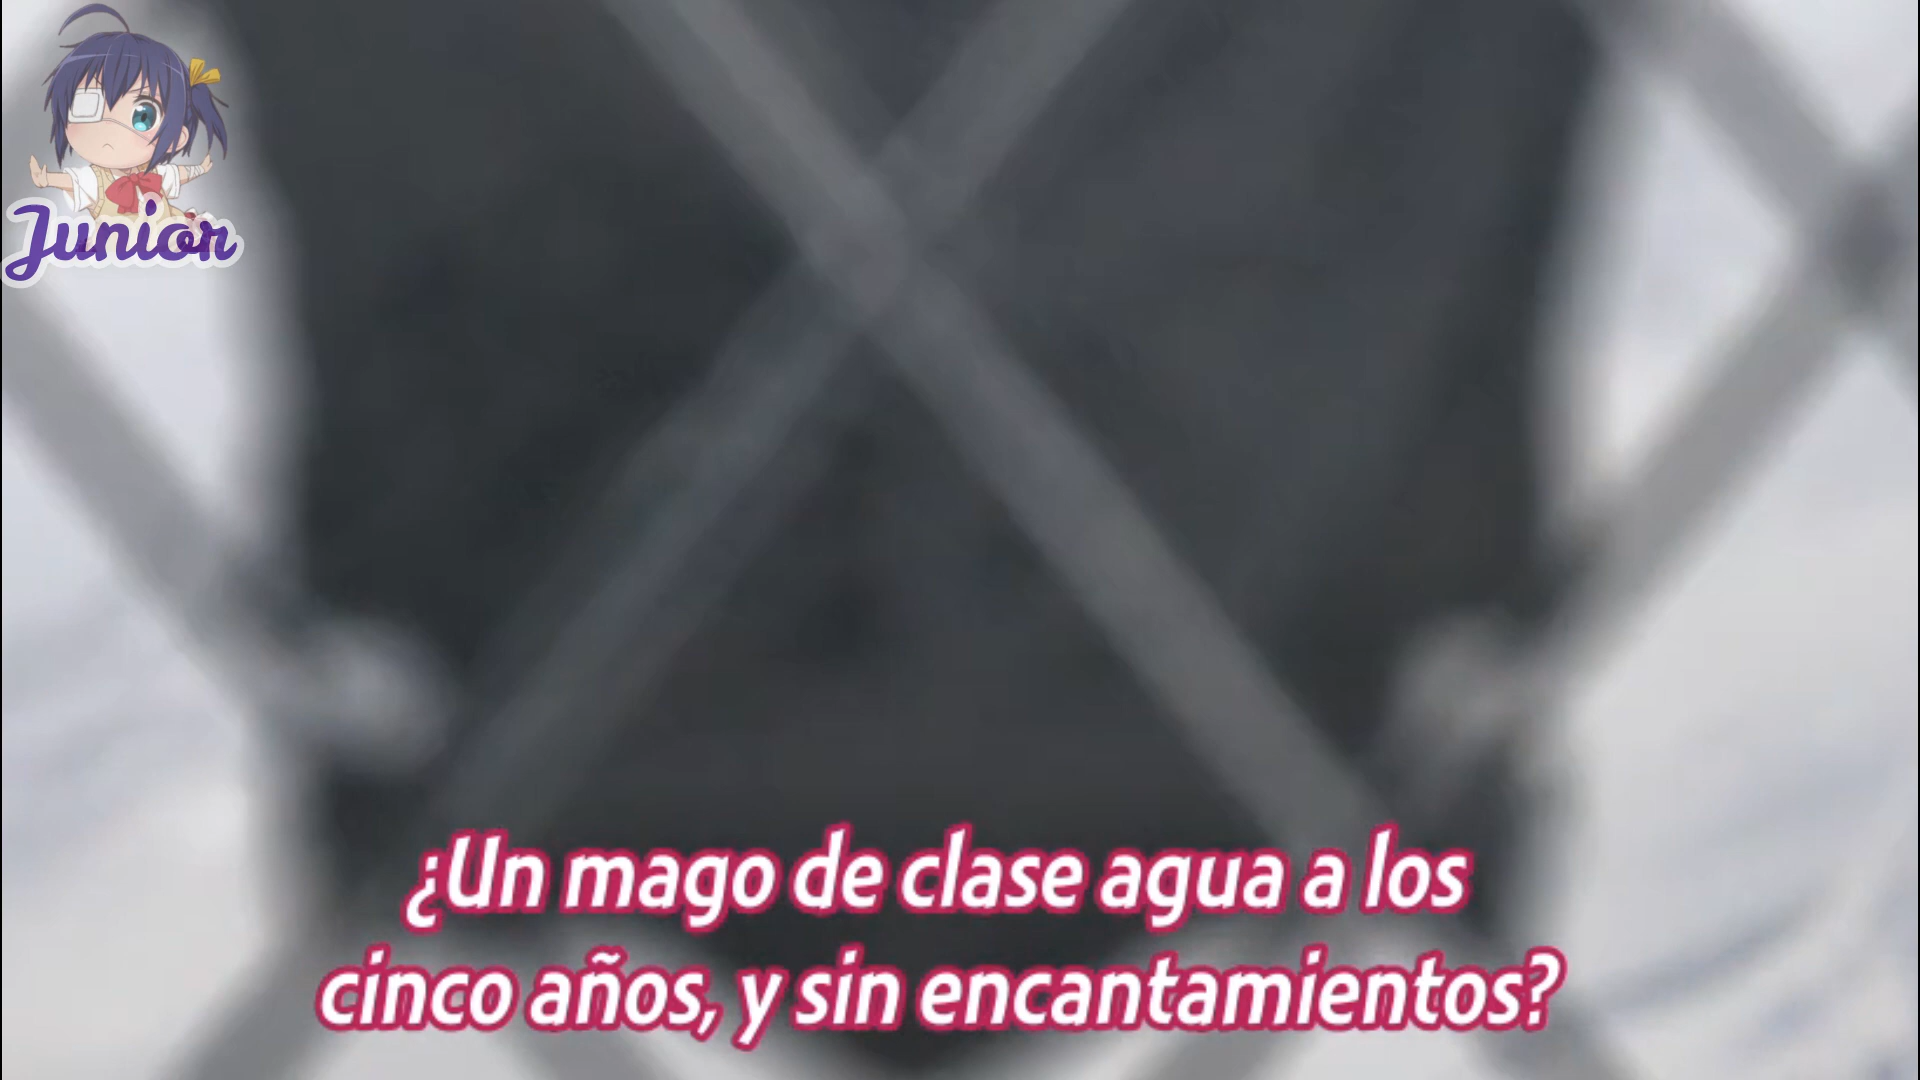 Junior
¿Un mago de clase agua a los
cinco años, y sin encantamientos?